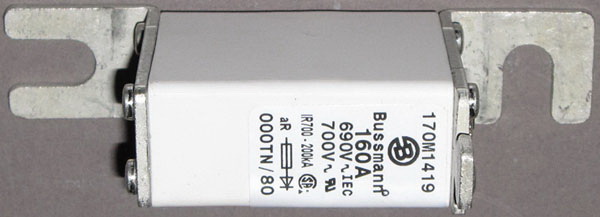 170M1419
B
Bussmann®
160A
690V~IEC
700V~
IR700-200kA
aR
000TN/80